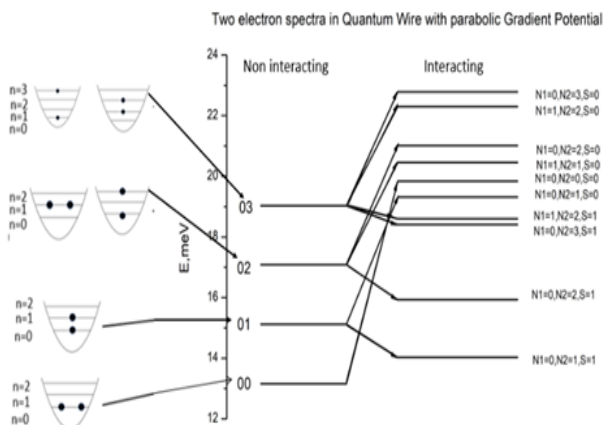 Two electron spectra in Quantum Wire with parabolic Gradient Potential
Non interacting
Interacting
24
22
20
18
16
14
12
E,meV
n=3
n=2
n=1
n=0
n=2
n=1
n=0
n=2
n=1
n=0
n=2
n=1
n=0
03
02
01
00
N1=0,N2=3,S=0
N1=1,N2=2,S=0
N1=0,N2=2,S=0
N1=1,N2=1,S=0
N1=0,N2=0,S=0
N1=0,N2=1,S=0
N1=1,N2=2,S=1
N1=0,N2=3,S=1
N1=0,N2=2,S=1
N1=0,N2=1,S=1